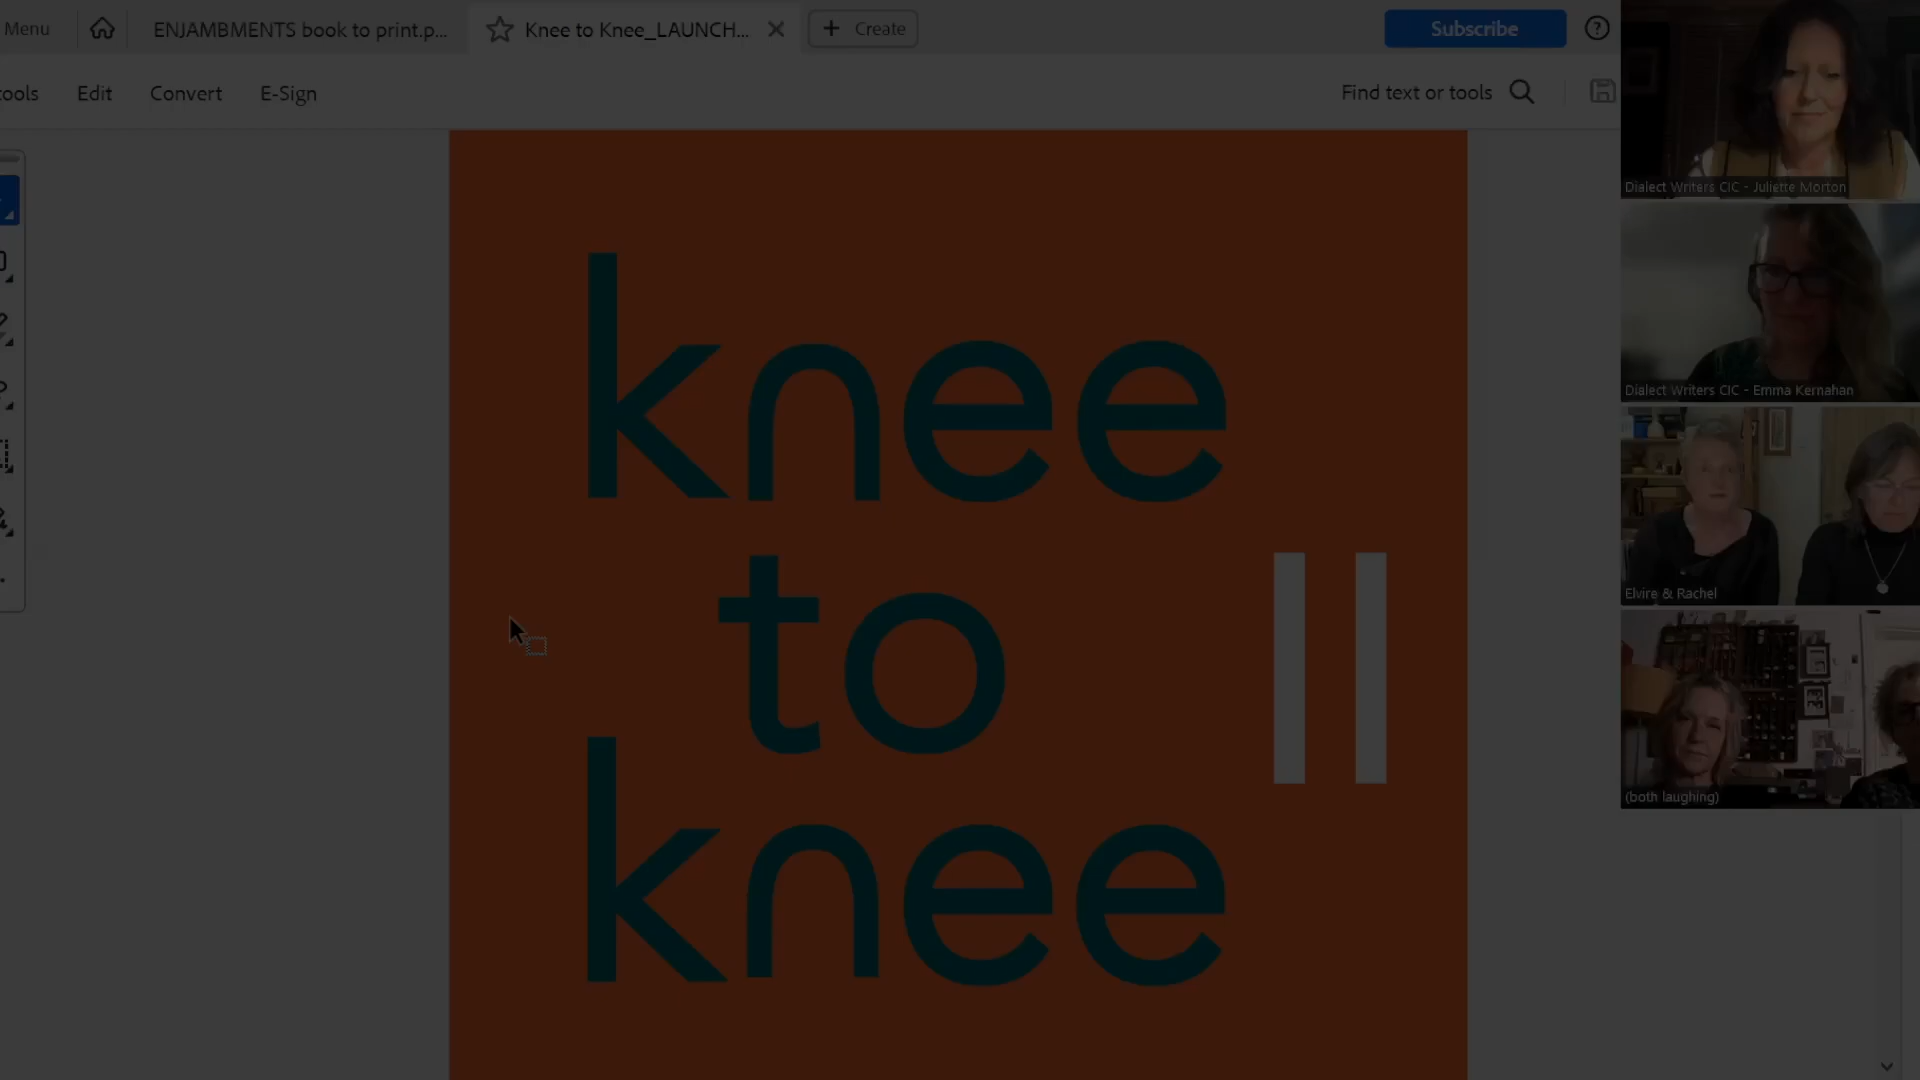 Menu
ENJAMBMENTS book to print.p...
Knee to Knee_LAUNCH...
Create
Subscribe
ools
Edit
Convert
E-Sign
Find text or tools
knee
to
knee
Dialect Writers CIC - Juliette Morton
Dialect Writers CIC - Emma Kernahan
Elvire & Rachel
(both laughing)